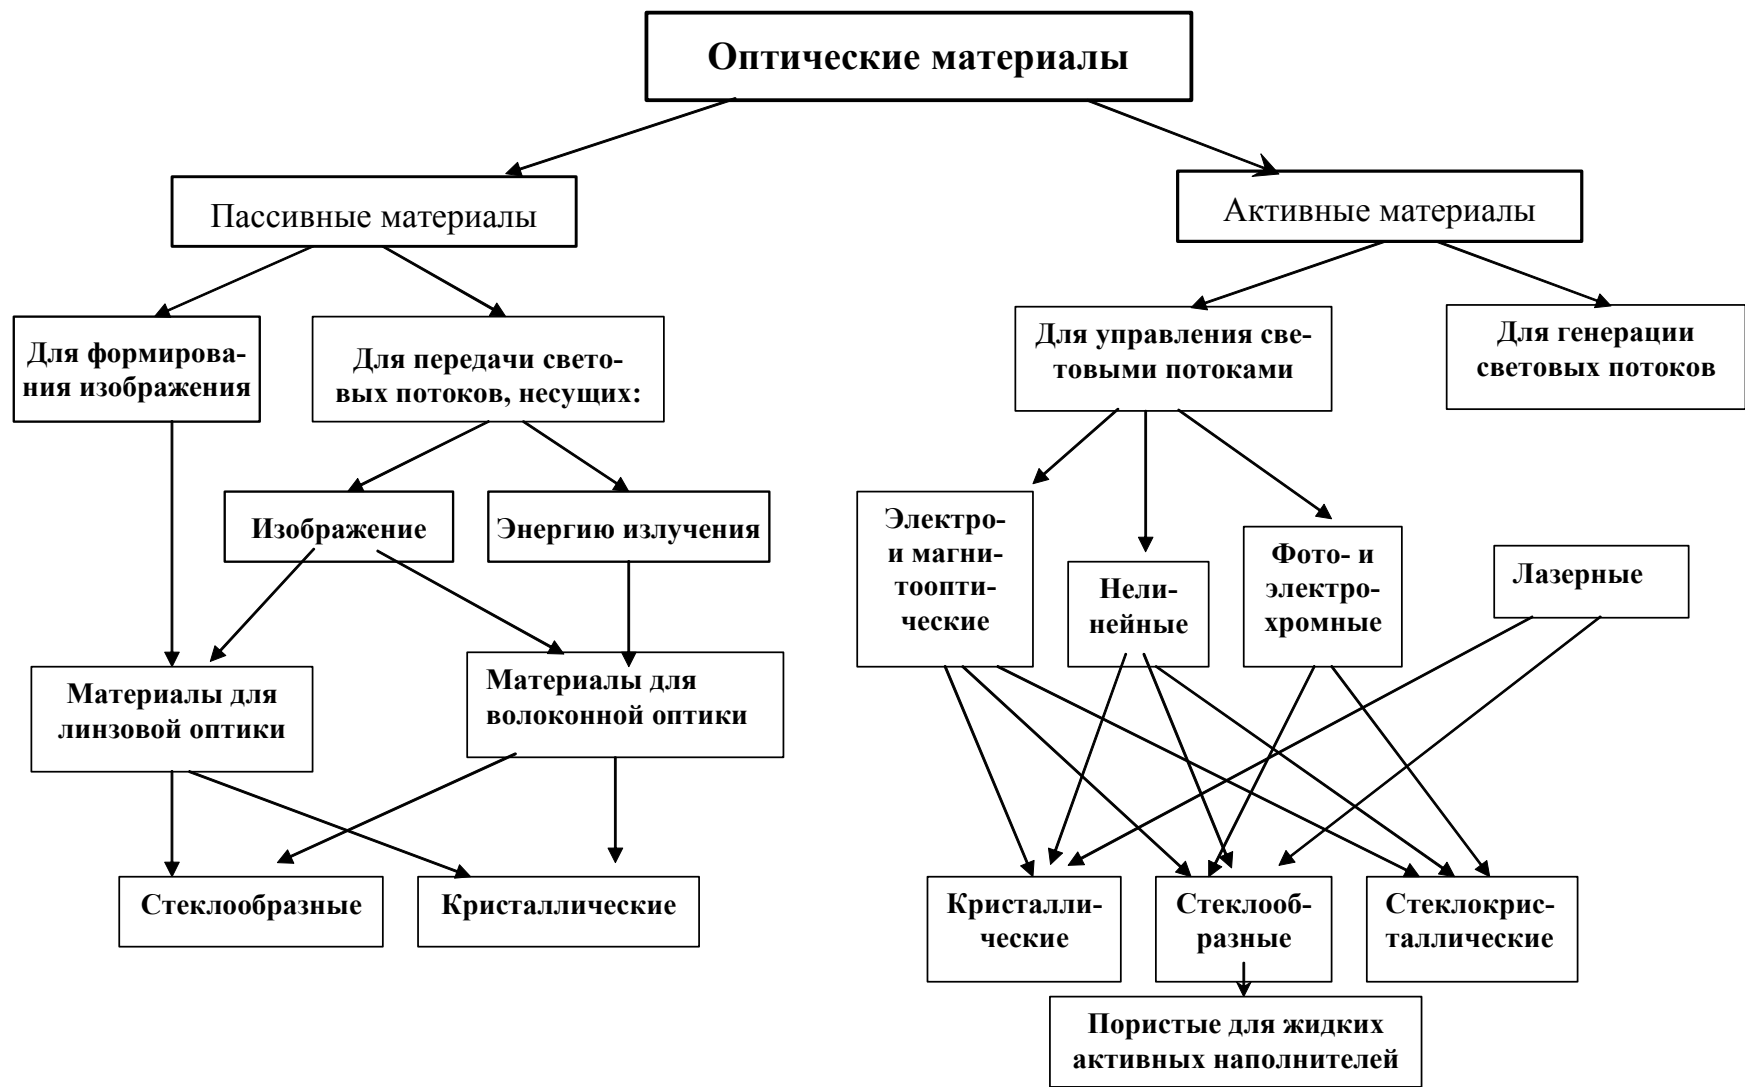 Оптические материалы
Пассивные материалы
Активные материалы
Для формирова-
ния изображения
Для передачи свето-
вых потоков, несущих:
Для управления све-
товыми потоками
Для генерации
световых потоков
Изображение
Энергию излучения
Электро-
и магни-
тоопти-
ческие
Нели-
нейные
Фото- и
электро-
хромные
Лазерные
Материалы для
линзовой оптики
Материалы для
волоконной оптики
Стеклообразные
Кристаллические
Кристалли-
ческие
Стеклооб-
разные
Стеклокрис-
таллические
Пористые для жидких
активных наполнителей